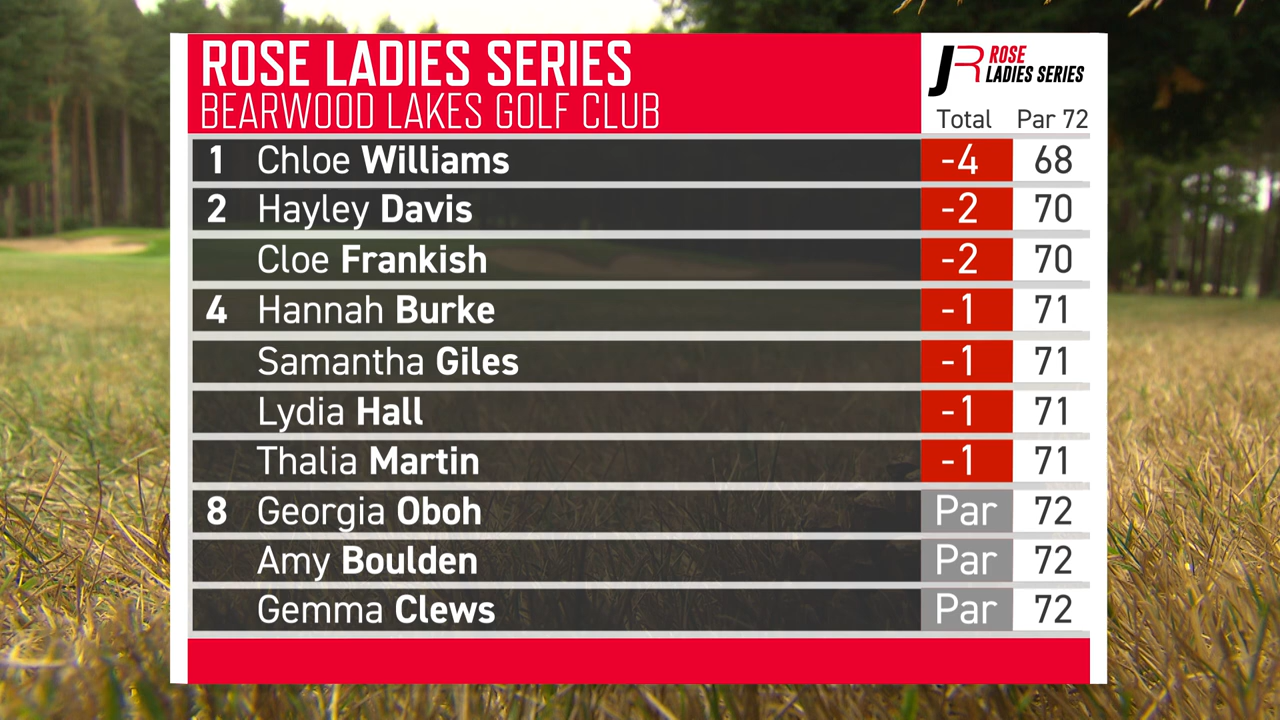 ROSE LADIES SERIES
BEARWOOD LAKES GOLF CLUB
JR ROSE
LADIES SERIES
Total Par 72
1 Chloe Williams -4 68
2 Hayley Davis -2 70
Cloe Frankish -2 70
4 Hannah Burke -1 71
Samantha Giles -1 71
Lydia Hall -1 71
Thalia Martin -1 71
8 Georgia Oboh Par 72
Amy Boulden Par 72
Gemma Clews Par 72